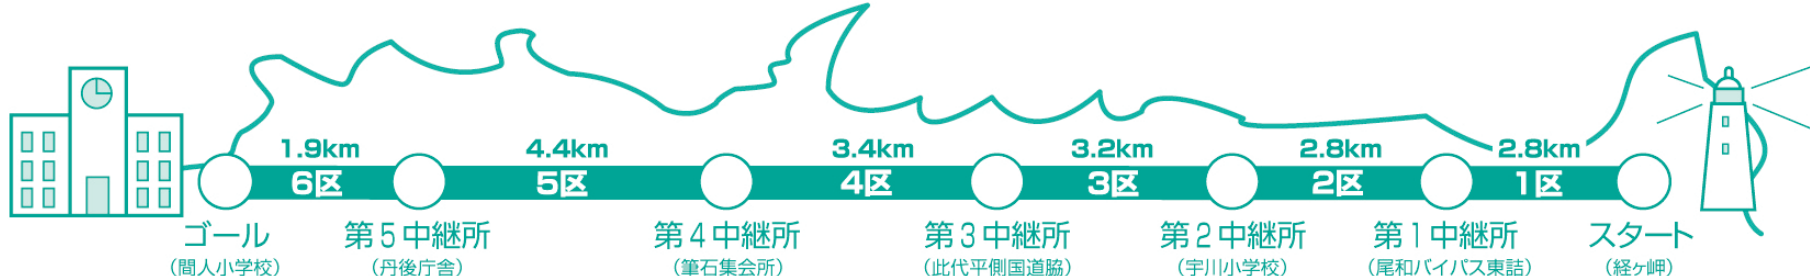 1.9km
4.4km
3.4km
3.2km
2.8km
2.8km
6区
5区
4区
3区
2区
1区
ゴール
第5中継所
第4中継所
第3中継所
第2中継所
第1中継所
スタート
(間人小学校)
(丹後庁舎)
(筆石集会所)
(此代平側国道脇)
(宇川小学校)
(尾和バイパス東詰)
(経ヶ岬)